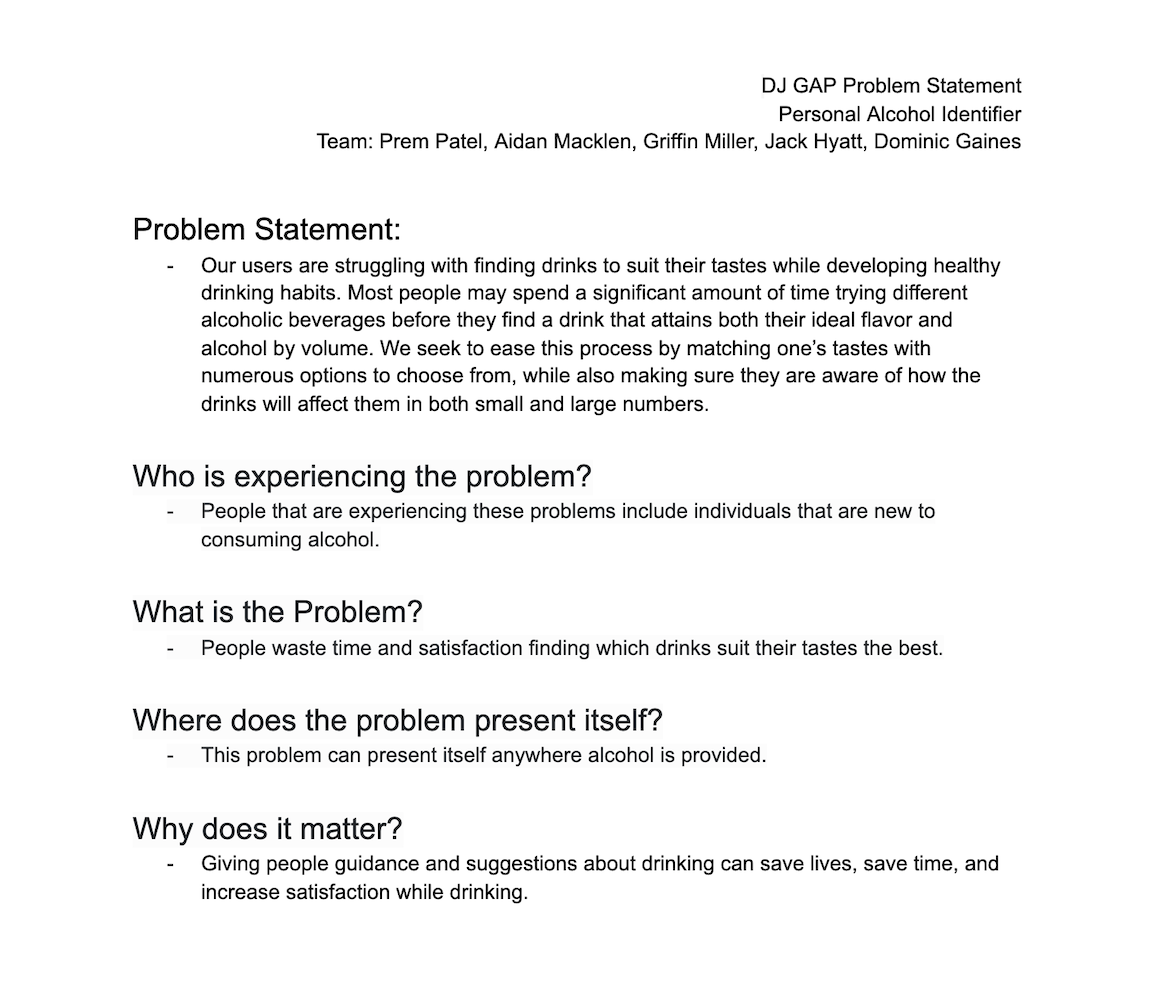 DJ GAP Problem Statement
Personal Alcohol Identifier
Team: Prem Patel, Aidan Macklen, Griffin Miller, Jack Hyatt, Dominic Gaines
Problem Statement:
- Our users are struggling with finding drinks to suit their tastes while developing healthy
drinking habits. Most people may spend a significant amount of time trying different
alcoholic beverages before they find a drink that attains both their ideal flavor and
alcohol by volume. We seek to ease this process by matching one’s tastes with
numerous options to choose from, while also making sure they are aware of how the
drinks will affect them in both small and large numbers.
Who is experiencing the problem?
- People that are experiencing these problems include individuals that are new to
consuming alcohol.
What is the Problem?
- People waste time and satisfaction finding which drinks suit their tastes the best.
Where does the problem present itself?
- This problem can present itself anywhere alcohol is provided.
Why does it matter?
- Giving people guidance and suggestions about drinking can save lives, save time, and
increase satisfaction while drinking.